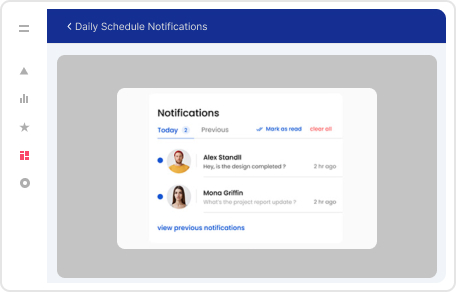 Daily Schedule Notifications
Notifications
Today 2 Previous Mark as read clear all
Alex Standll
Hey, is the design completed ? 2 hr ago
Mona Griffin
What's the project report update ? 2 hr ago
view previous notifications